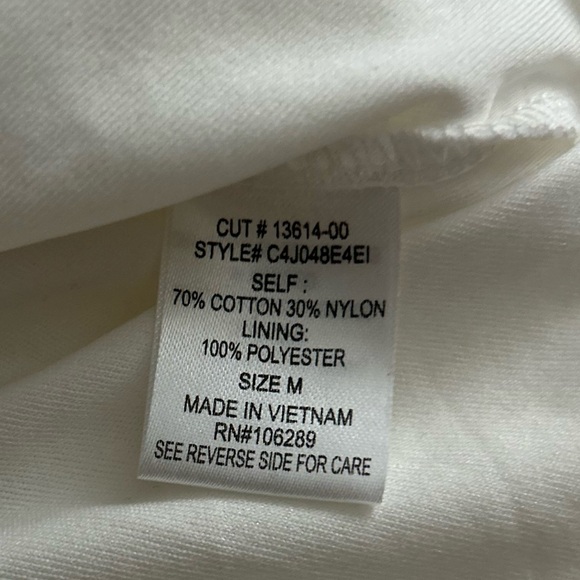 CUT # 13614-00
STYLE# C4J048E4EI
SELF :
70% COTTON 30% NYLON
LINING:
100% POLYESTER
SIZE M
MADE IN VIETNAM
RN#106289
SEE REVERSE SIDE FOR CARE